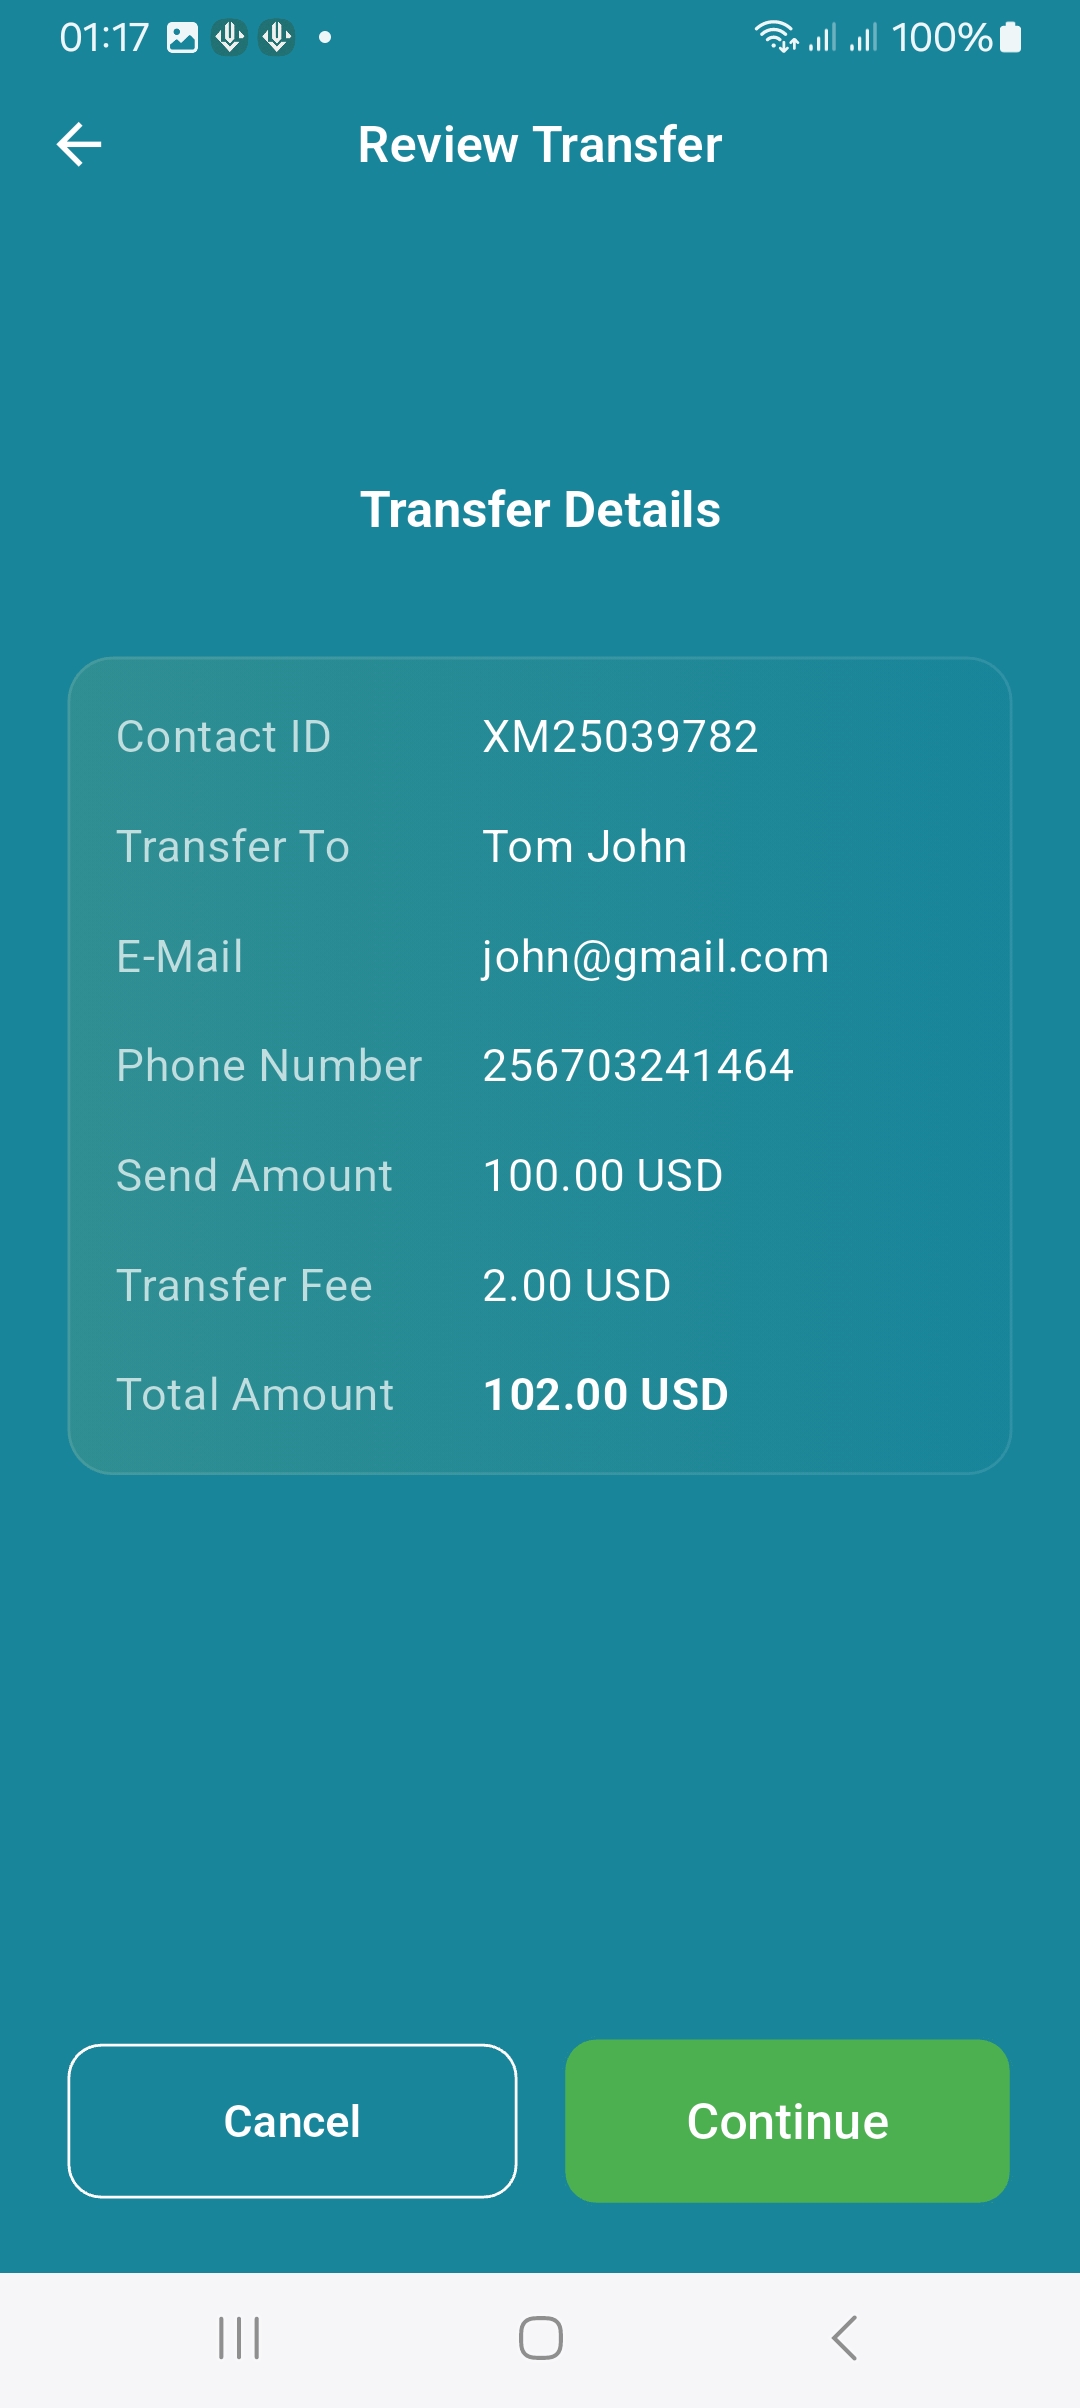 01:17 100%
Review Transfer
Transfer Details
Contact ID XM25039782
Transfer To Tom John
E-Mail john@gmail.com
Phone Number 256703241464
Send Amount 100.00 USD
Transfer Fee 2.00 USD
Total Amount 102.00 USD
Cancel Continue